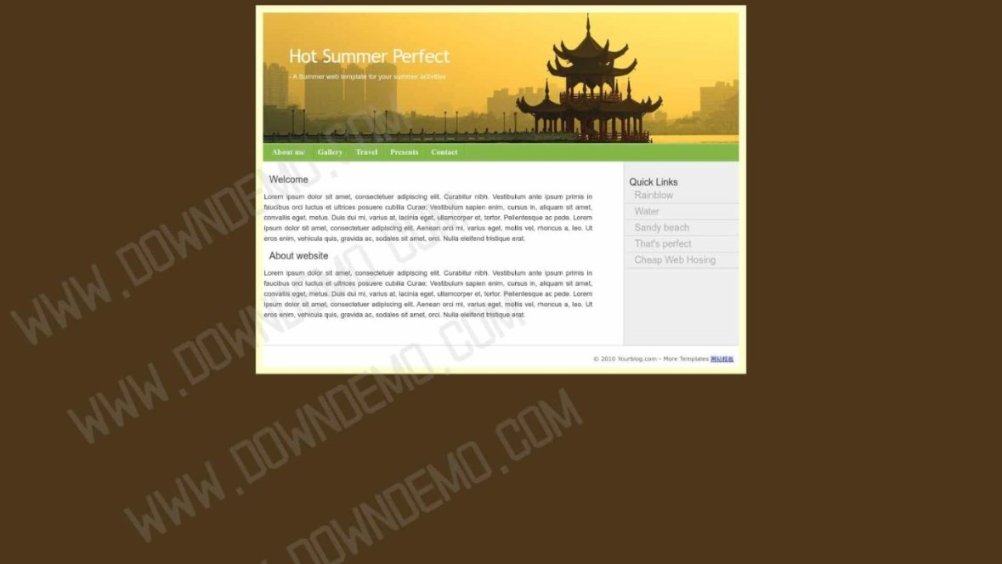 Hot Summer Perfect
- A Summer web template for your summer activities
About me Gallery Travel Presents Contact
Welcome
Lorem ipsum dolor sit amet, consectetuer adipiscing elit. Curabitur nibh. Vestibulum ante ipsum primis in
faucibus orci luctus et ultrices posuere cubilia Curae; Vestibulum sapien enim, cursus in, aliquam sit amet,
convallis eget, metus. Duis dui mi, varius at, lacinia eget, ullamcorper et, tortor. Pellentesque ac pede. Lorem
ipsum dolor sit amet, consectetuer adipiscing elit. Aenean orci mi, varius eget, mollis vel, rhoncus a, leo. Ut
eros enim, vehicula quis, gravida ac, sodales sit amet, orci. Nulla eleifend tristique erat.
About website
Lorem ipsum dolor sit amet, consectetuer adipiscing elit. Curabitur nibh. Vestibulum ante ipsum primis in
faucibus orci luctus et ultrices posuere cubilia Curae; Vestibulum sapien enim, cursus in, aliquam sit amet,
convallis eget, metus. Duis dui mi, varius at, lacinia eget, ullamcorper et, tortor. Pellentesque ac pede. Lorem
ipsum dolor sit amet, consectetuer adipiscing elit. Aenean orci mi, varius eget, mollis vel, rhoncus a, leo. Ut
eros enim, vehicula quis, gravida ac, sodales sit amet, orci. Nulla eleifend tristique erat.
Quick Links
Rainblow
Water
Sandy beach
That's perfect
Cheap Web Hosing
© 2010 Yourblog.com - More Templates 网站模板
WWW.DOWNDEMO.COM
WWW.DOWNDEMO.COM
WWW.DOWNDEMO.COM
DOWNDEMO.COM